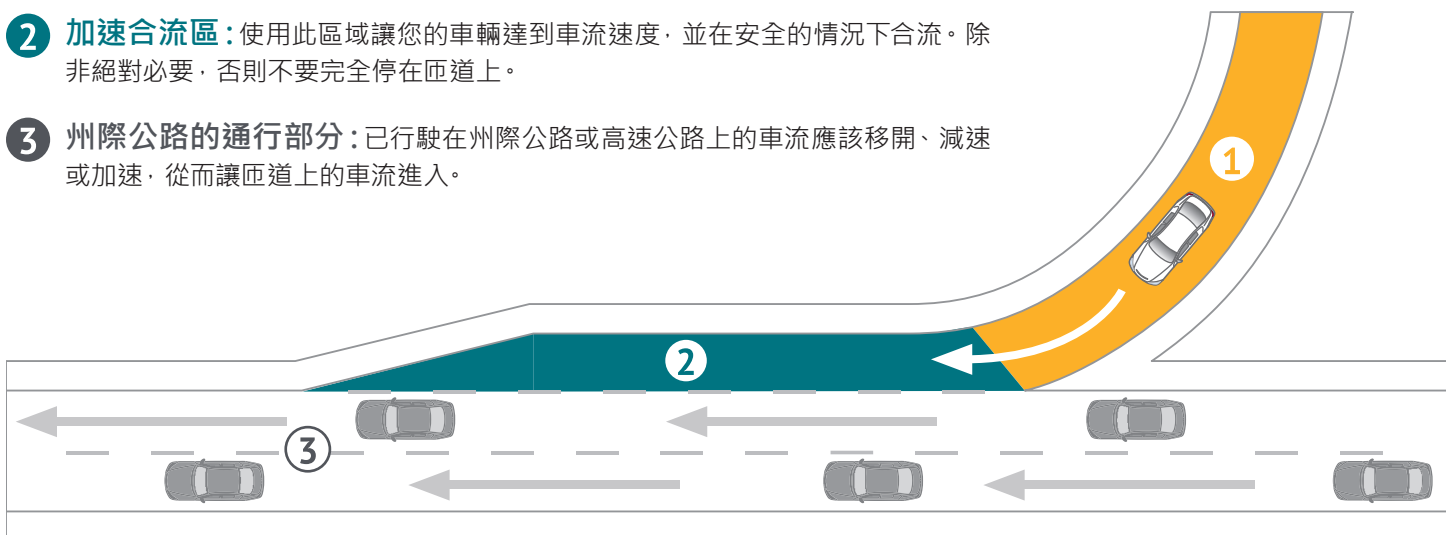 2 加速合流區：使用此區域讓您的車輛達到車流速度，並在安全的情況下合流。除
非絕對必要，否則不要完全停在匝道上。
3 州際公路的通行部分：已行駛在州際公路或高速公路上的車流應該移開、減速
或加速，從而讓匝道上的車流進入。
1
2
3